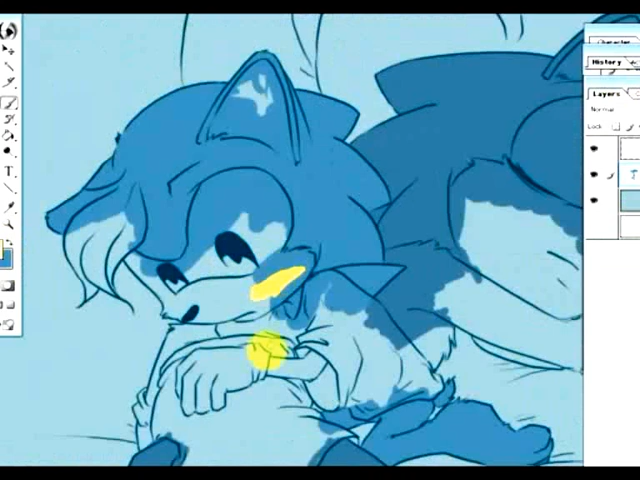 Character
History
Layers
Normal
Lock:
T
T